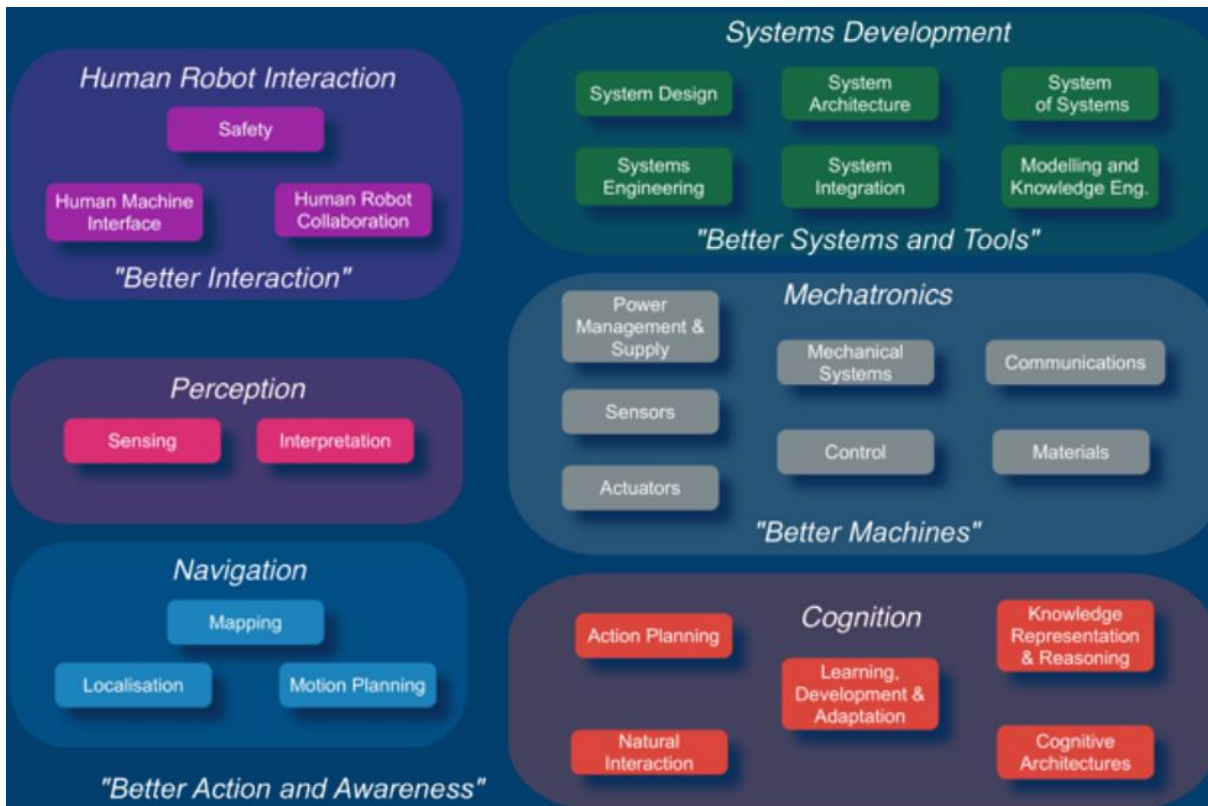 Human Robot Interaction
Safety
Human Machine
Interface
Human Robot
Collaboration
"Better Interaction"
Perception
Sensing
Interpretation
Navigation
Mapping
Localisation
Motion Planning
"Better Action and Awareness"
Systems Development
System Design
System
Architecture
System
of Systems
Systems
Engineering
System
Integration
Modelling and
Knowledge Eng.
"Better Systems and Tools"
Mechatronics
Power
Management &
Supply
Mechanical
Systems
Communications
Sensors
Control
Materials
Actuators
"Better Machines"
Cognition
Action Planning
Knowledge
Representation
& Reasoning
Learning,
Development &
Adaptation
Natural
Interaction
Cognitive
Architectures